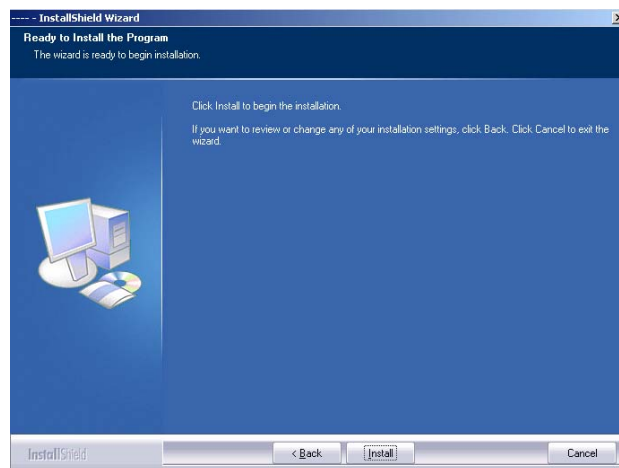 ---- - InstallShield Wizard
Ready to Install the Program
The wizard is ready to begin installation.
Click Install to begin the installation.
If you want to review or change any of your installation settings, click Back. Click Cancel to exit the
wizard.
InstallShield
< Back
Install
Cancel